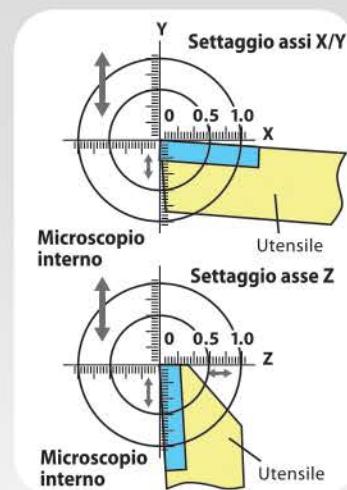 Y
Settaggio assi X/Y
0 0.5 1.0
X
Microscopio
interno
Utensile
Settaggio asse Z
0 0.5 1.0
Z
Microscopio
interno
Utensile